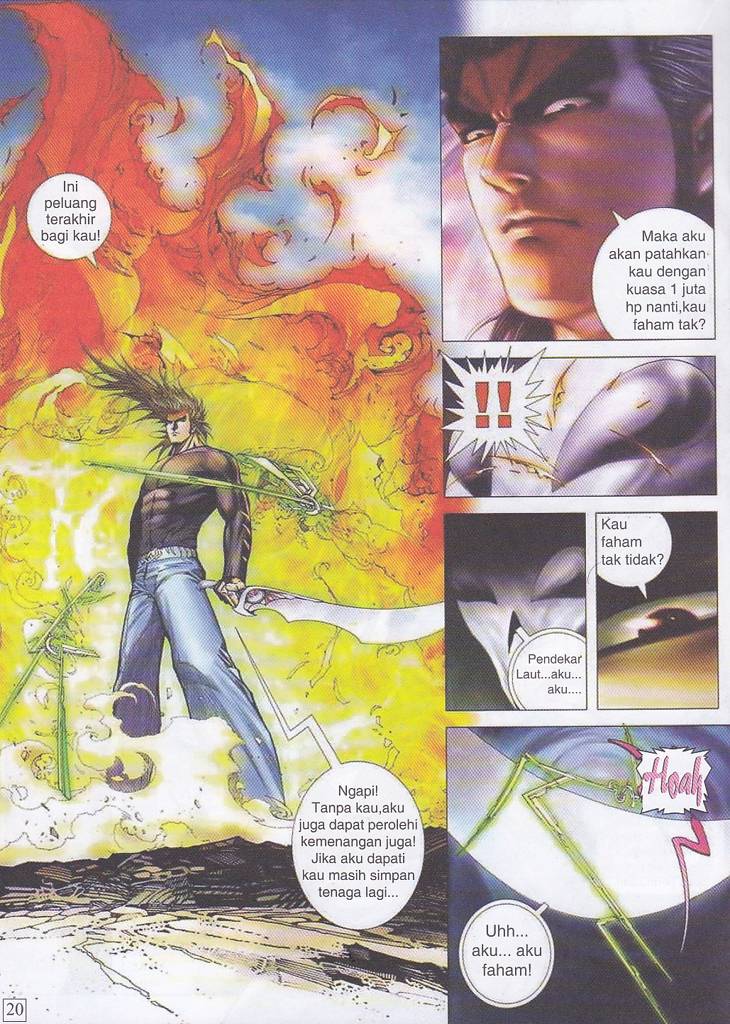 Ini
peluang
terakhir
bagi kau!
Ngapi!
Tanpa kau,aku
juga dapat perolehi
kemenangan juga!
Jika aku dapati
kau masih simpan
tenaga lagi...
Maka aku
akan patahkan
kau dengan
kuasa 1 juta
hp nanti,kau
faham tak?
!!
Pendekar
Laut...aku...
aku....
Kau
faham
tak tidak?
Hoah
Uhh...
aku... aku
faham!
20